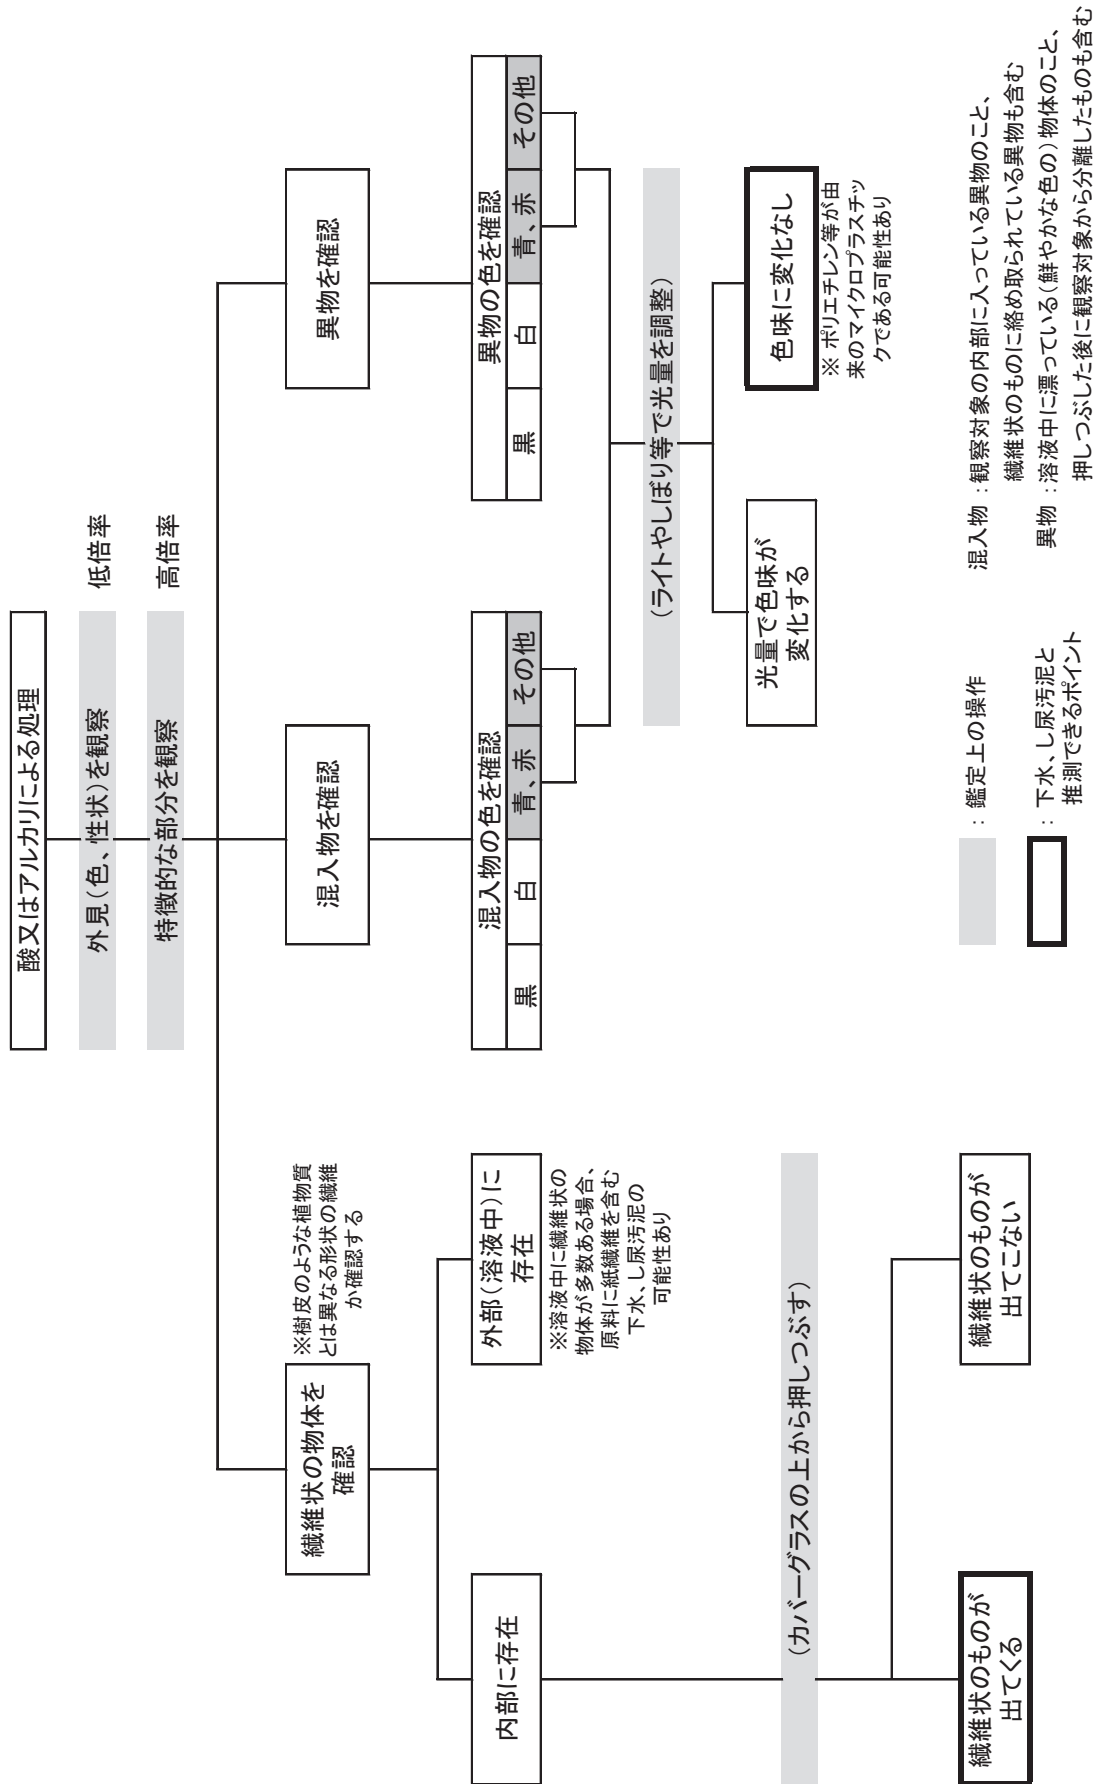 酸又はアルカリによる処理
外見(色、性状)を観察
低倍率
特徴的な部分を観察
高倍率
繊維状の物体を
確認
※樹皮のような植物質
とは異なる形状の繊維
か確認する
混入物を確認
異物を確認
内部に存在
外部(溶液中)に
存在
※溶液中に繊維状の
物体が多数ある場合、
原料に紙繊維を含む
下水、し尿汚泥の
可能性あり
混入物の色を確認
黒
白
青、赤
その他
異物の色を確認
黒
白
青、赤
その他
(ライトやしぼり等で光量を調整)
光量で色味が
変化する
色味に変化なし
※ ポリエチレン等が由
来のマイクロプラスチッ
クである可能性あり
(カバーグラスの上から押しつぶす)
繊維状のものが
出てくる
繊維状のものが
出てこない
:鑑定上の操作
:下水、し尿汚泥と
推測できるポイント
混入物:観察対象の内部に入っている異物のこと、
繊維状のものに絡め取られている異物も含む
異物:溶液中に漂っている(鮮やかな色の)物体のこと、
押しつぶした後に観察対象から分離したものも含む